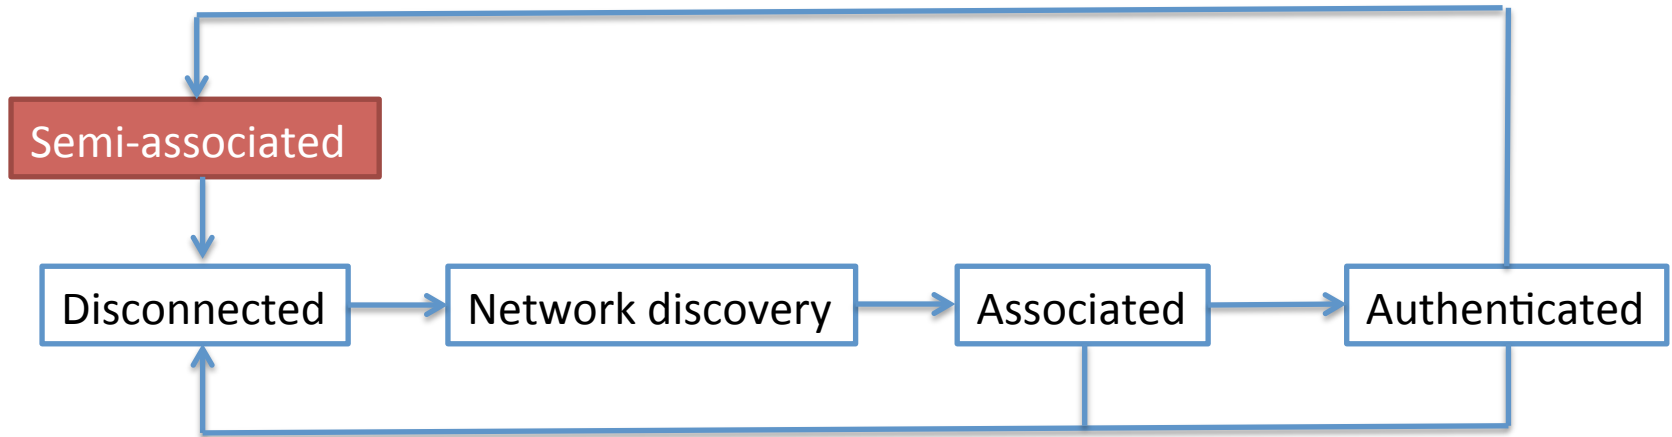 Semi-associated
Disconnected
Network discovery
Associated
Authenticated